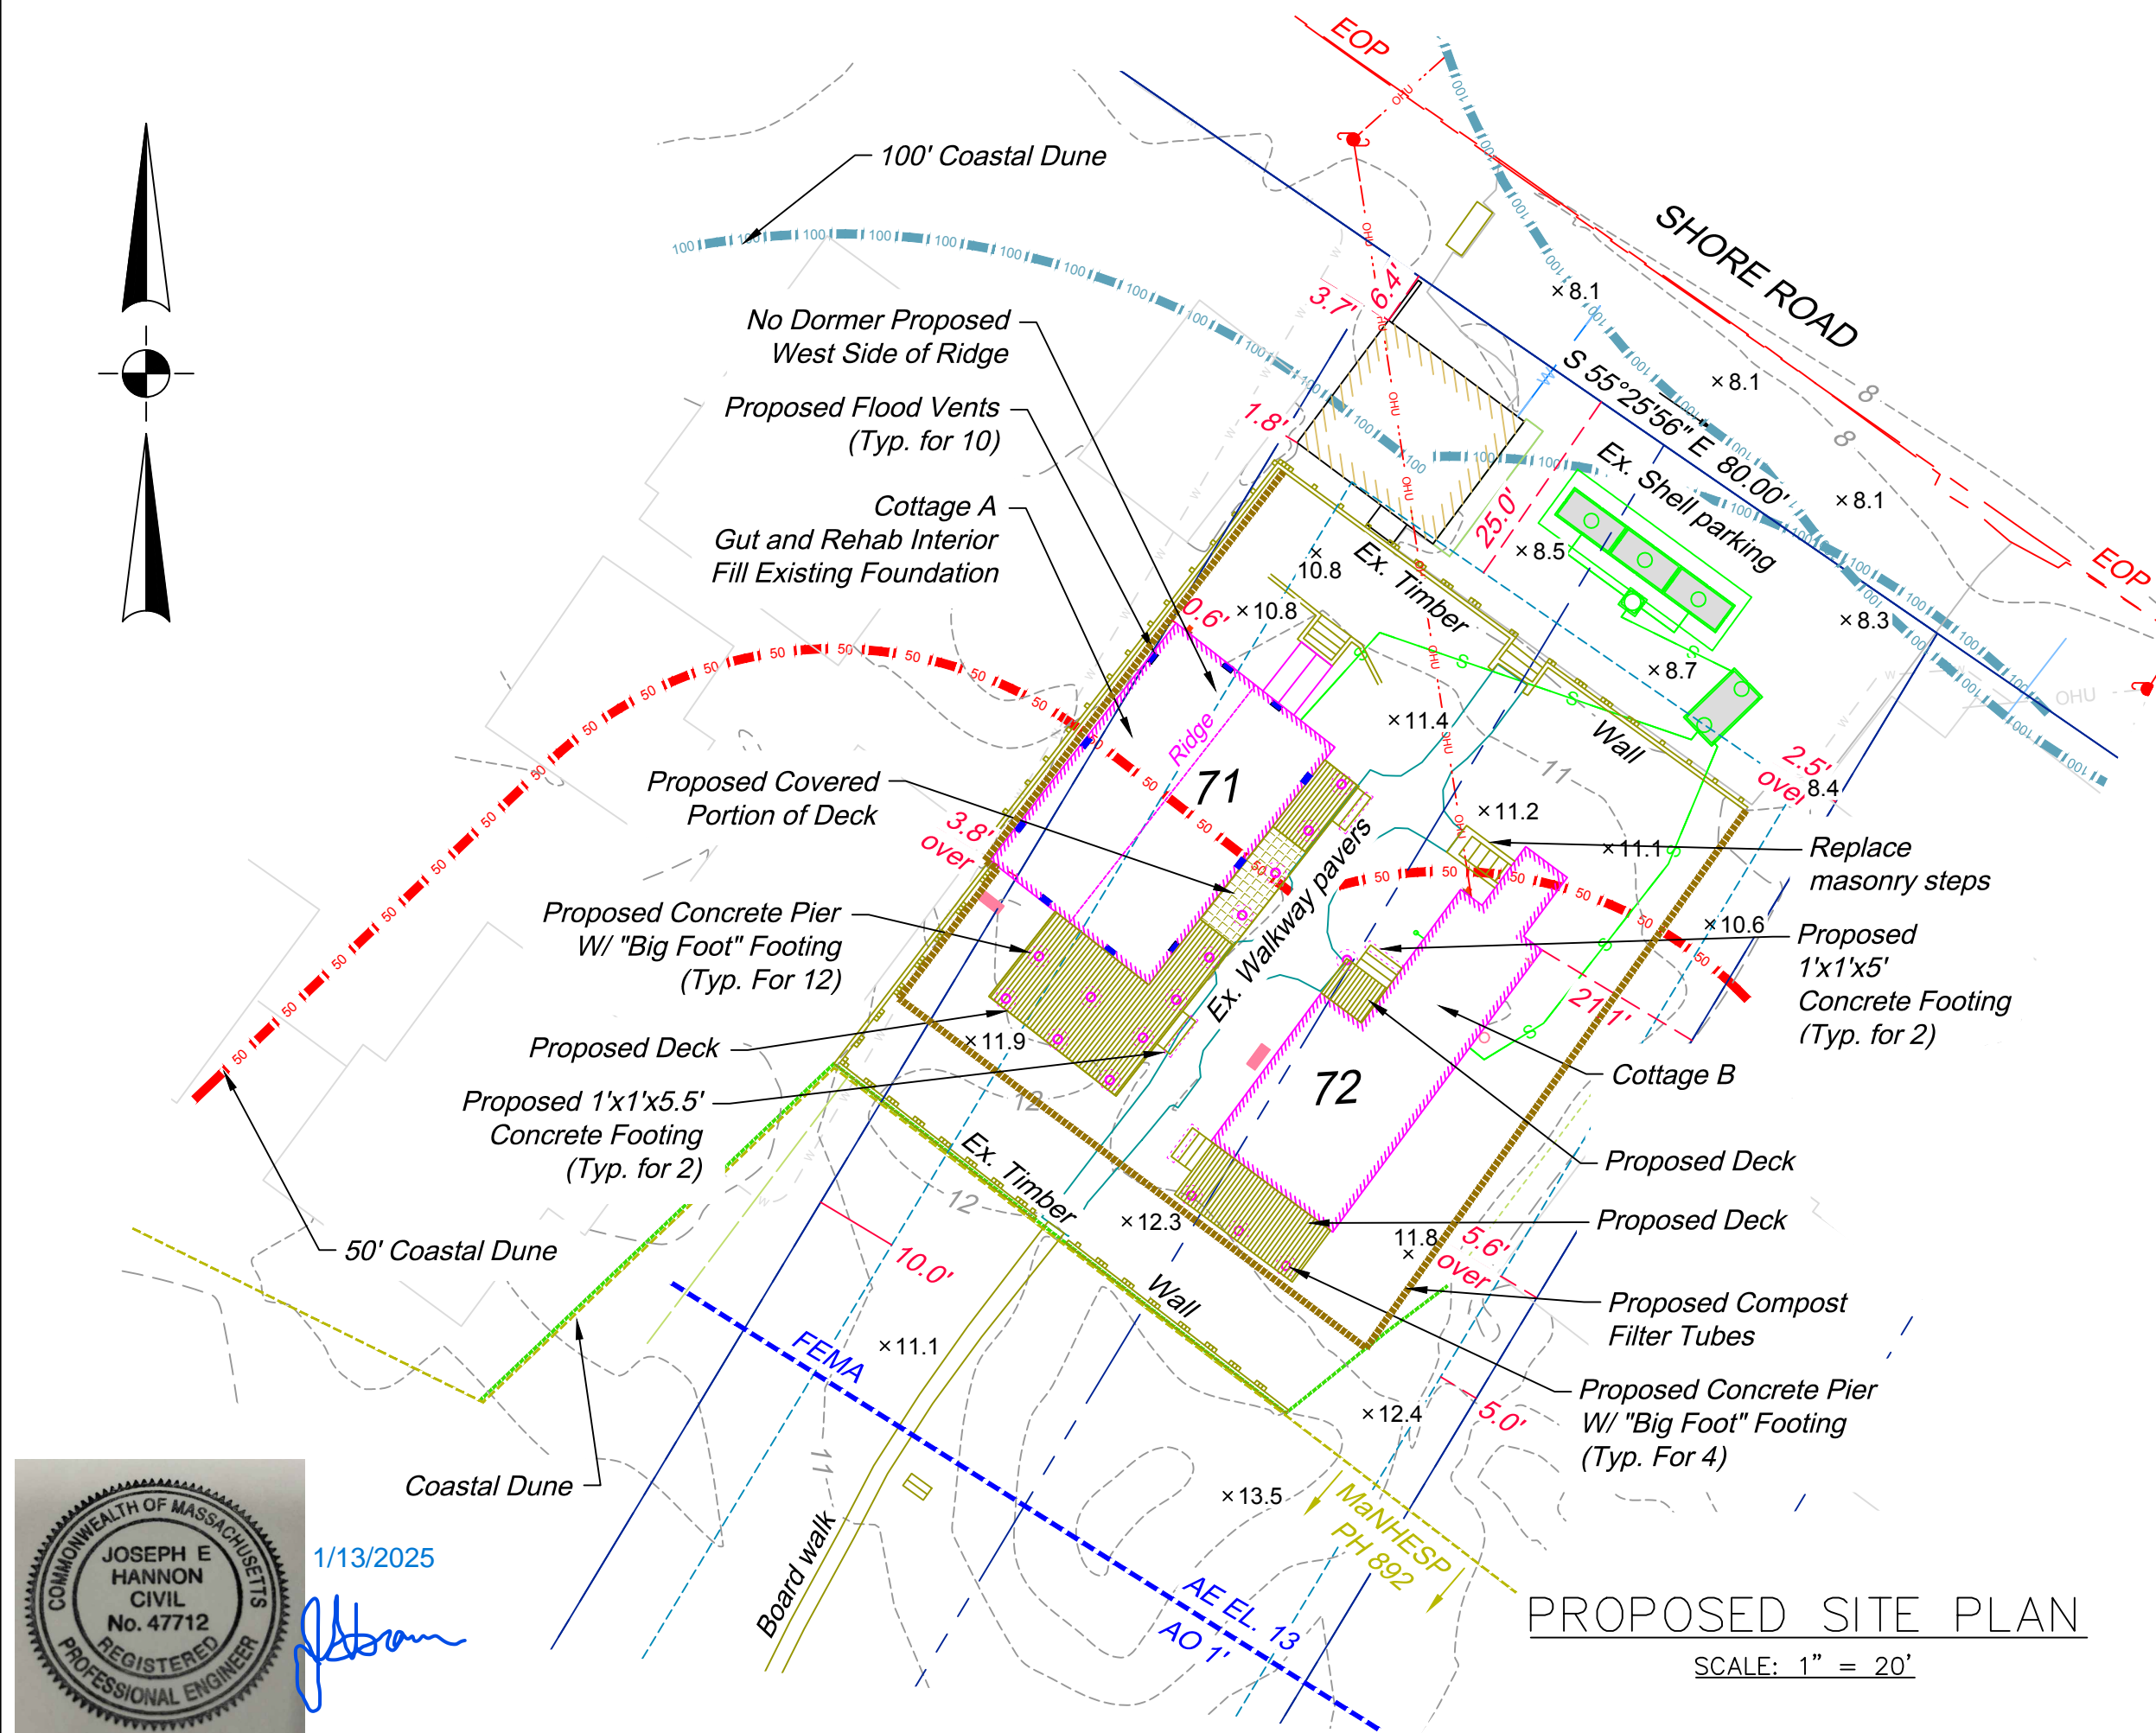 EOP
OHU
100' Coastal Dune
SHORE ROAD
No Dormer Proposed
West Side of Ridge
3.7'
6.4'
×8.1
S 55°25'56" E 80.00'
×8.1
8
8
Proposed Flood Vents
(Typ. for 10)
1.8'
Ex. Shell parking
×8.1
25.0'
×8.5
Cottage A
Gut and Rehab Interior
Fill Existing Foundation
×
10.8
Ex. Timber
Wall
0.6'
×10.8
×8.3
EOP
×8.7
OHU
Ridge
×11.4
11
2.5'
over
8.4
71
Proposed Covered
Portion of Deck
3.8'
over
×11.2
×11.1
Replace
masonry steps
Ex. Walkway pavers
×10.6
Proposed Concrete Pier
W/ "Big Foot" Footing
(Typ. For 12)
Proposed
1'x1'x5'
Concrete Footing
(Typ. for 2)
21.1'
Proposed Deck
×11.9
Proposed 1'x1'x5.5'
Concrete Footing
(Typ. for 2)
12
72
Cottage B
Ex. Timber
Wall
12
Proposed Deck
×12.3
Proposed Deck
50' Coastal Dune
10.0'
11.8
×
5.6'
over
Proposed Compost
Filter Tubes
FEMA
×11.1
Proposed Concrete Pier
W/ "Big Foot" Footing
(Typ. For 4)
×12.4
5.0'
11
Coastal Dune
Board walk
×13.5
MaNHESP
PH 892
AE EL. 13
AO 1'
COMMONWEALTH OF MASSACHUSETTS
JOSEPH E
HANNON
CIVIL
No. 47712
REGISTERED
PROFESSIONAL ENGINEER
1/13/2025
PROPOSED SITE PLAN
SCALE: 1" = 20'